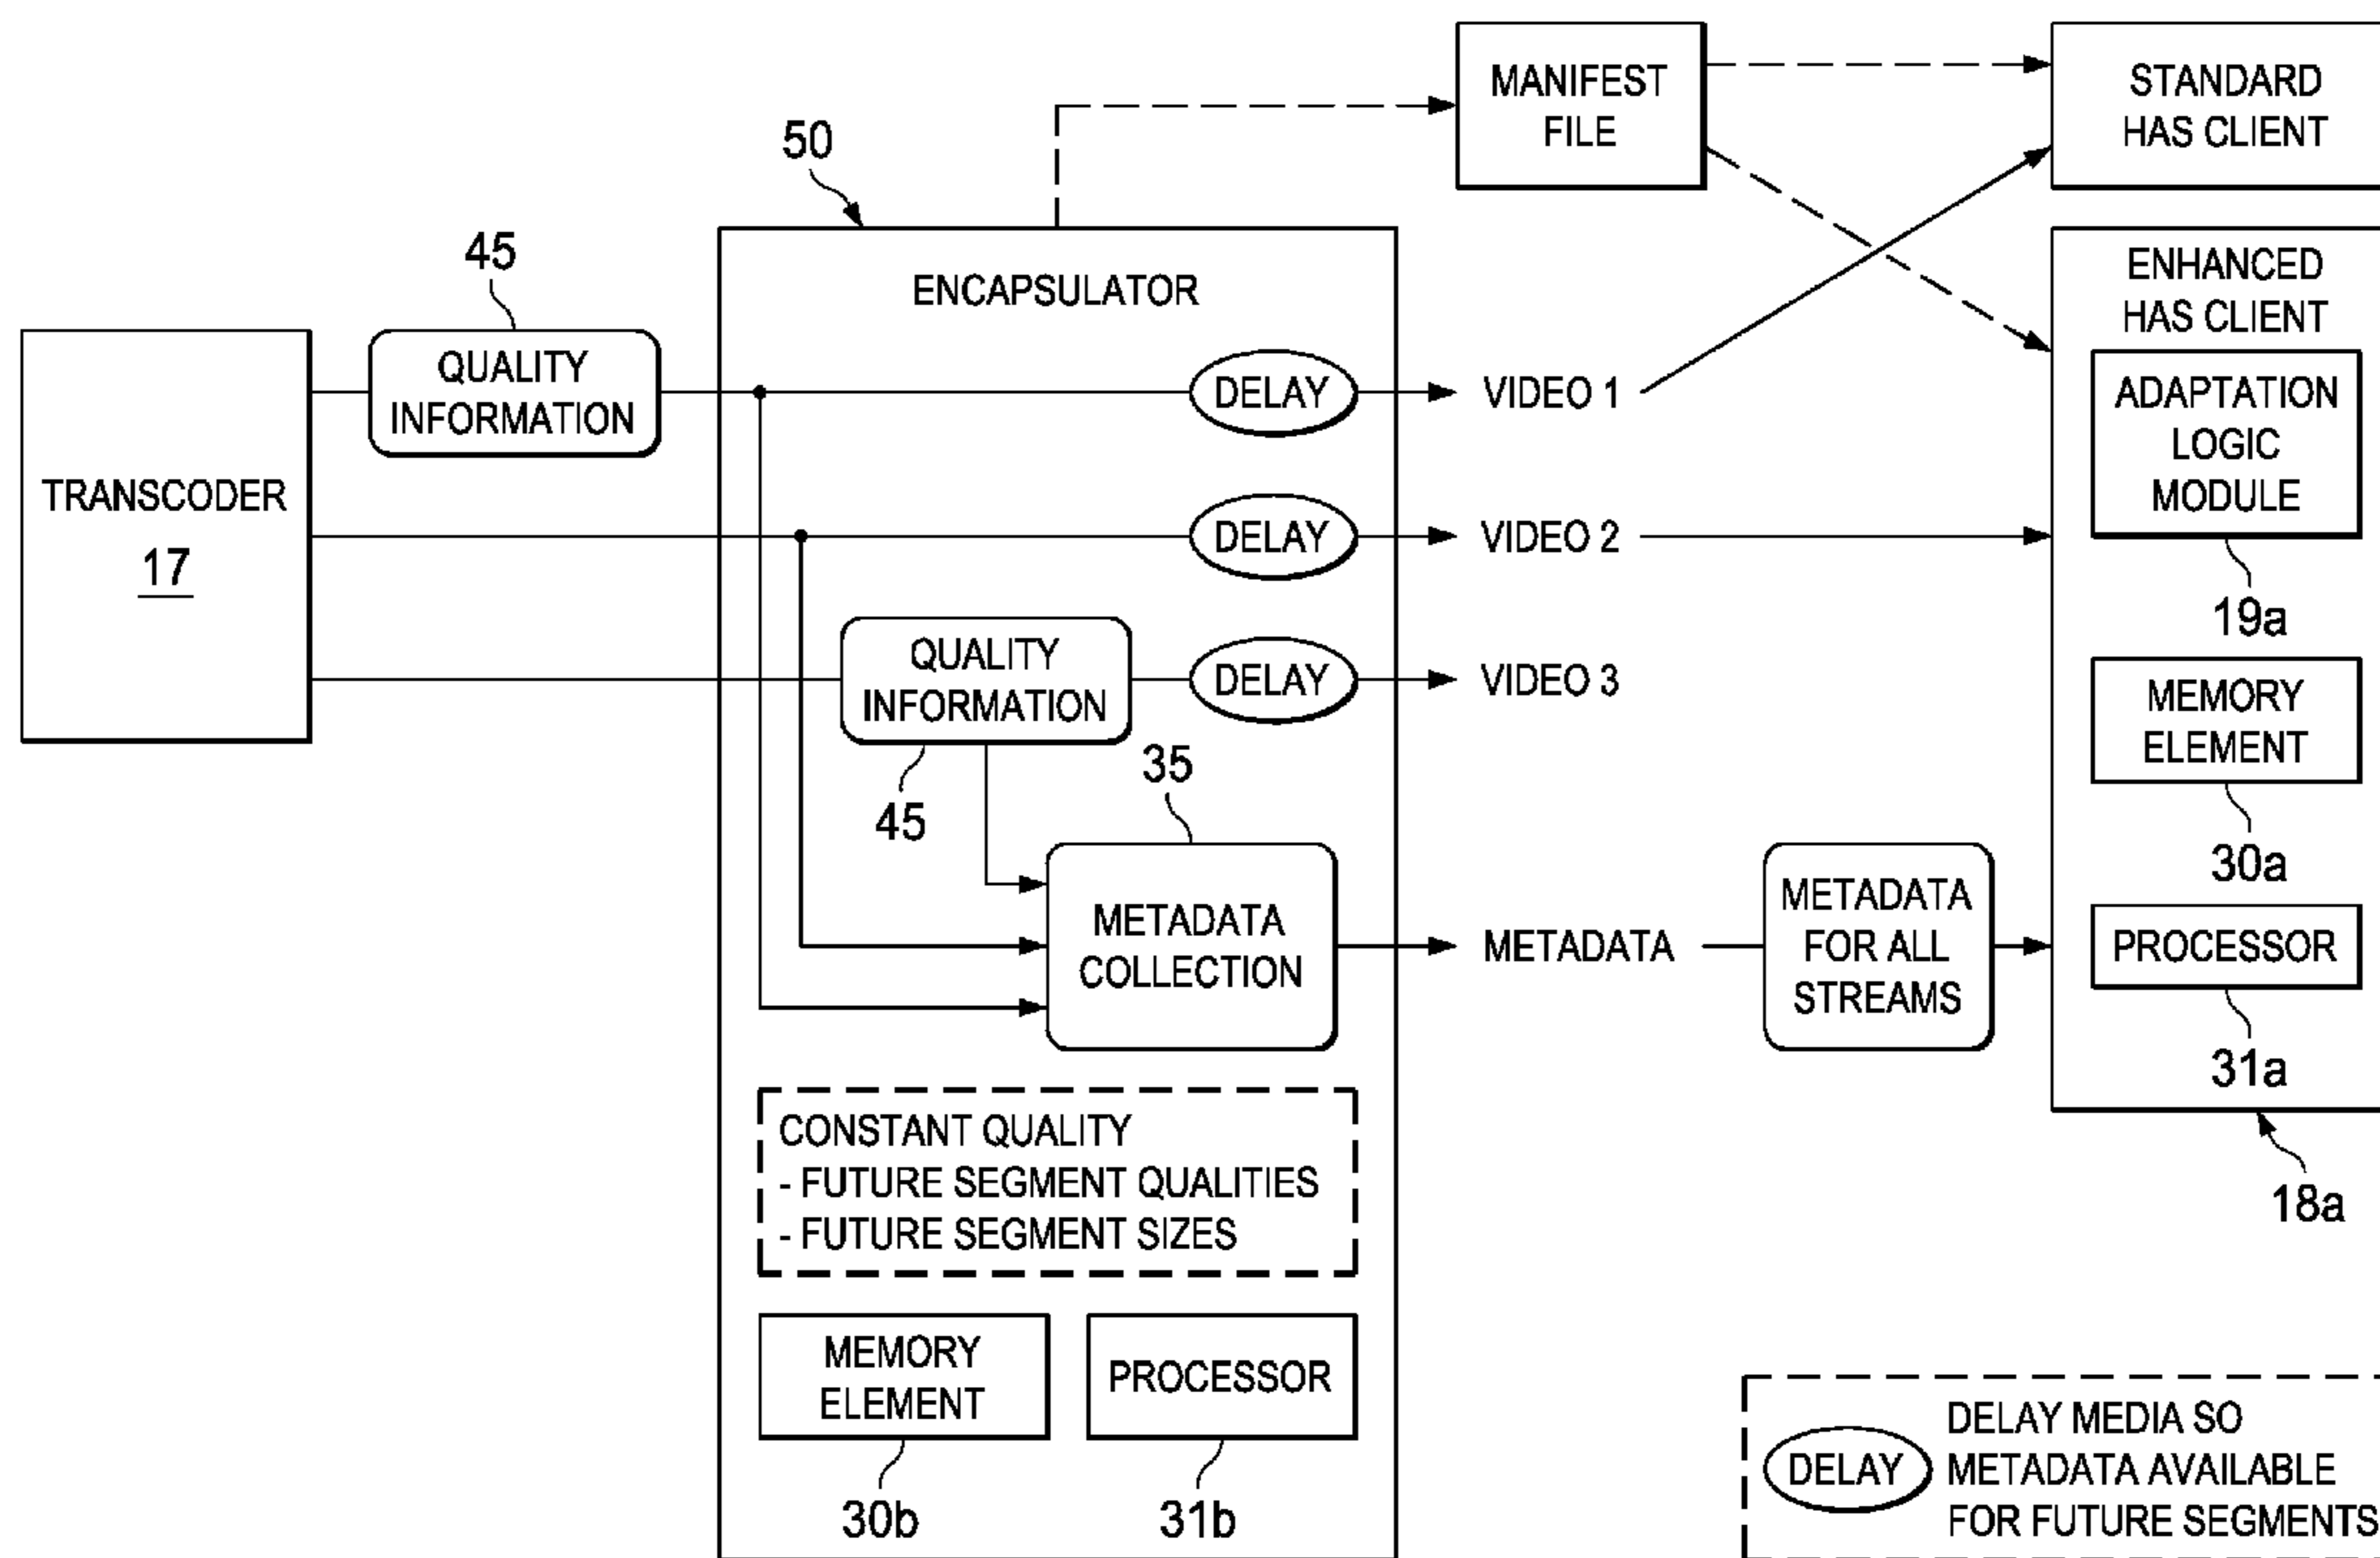 MANIFEST
FILE
STANDARD
HAS CLIENT
50
45
ENCAPSULATOR
ENHANCED
HAS CLIENT
TRANSCODER
17
QUALITY
INFORMATION
DELAY
VIDEO 1
ADAPTATION
LOGIC
MODULE
19a
DELAY
VIDEO 2
QUALITY
INFORMATION
45
DELAY
VIDEO 3
MEMORY
ELEMENT
30a
35
METADATA
COLLECTION
METADATA
METADATA
FOR ALL
STREAMS
PROCESSOR
31a
18a
CONSTANT QUALITY
- FUTURE SEGMENT QUALITIES
- FUTURE SEGMENT SIZES
MEMORY
ELEMENT
30b
PROCESSOR
31b
DELAY
DELAY MEDIA SO
METADATA AVAILABLE
FOR FUTURE SEGMENTS